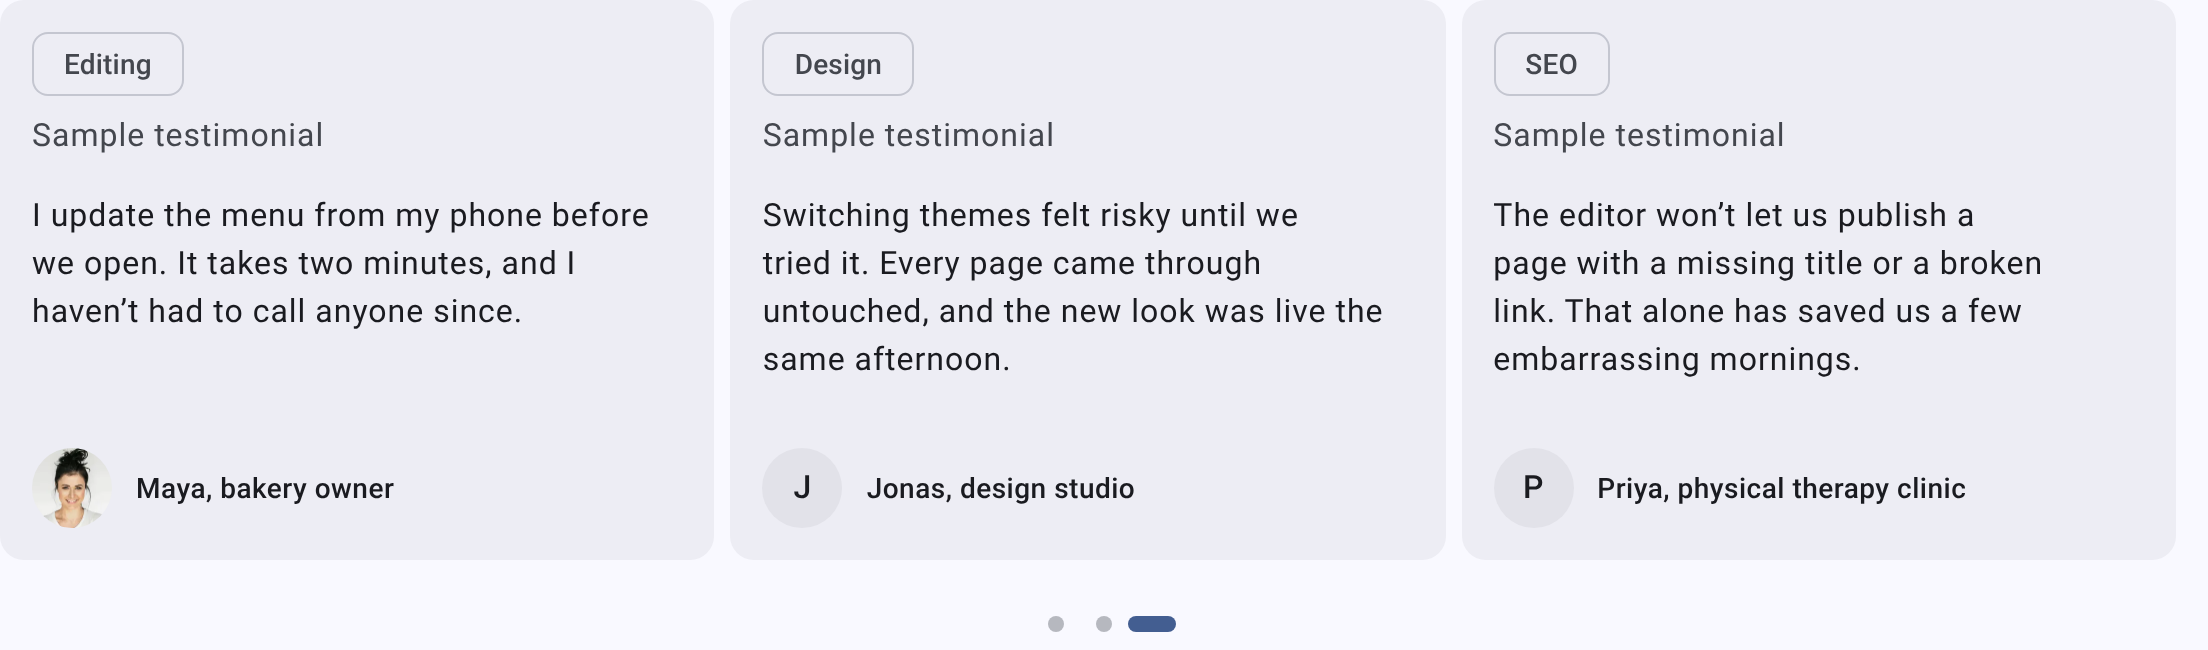 Editing
Sample testimonial
I update the menu from my phone before
we open. It takes two minutes, and I
haven’t had to call anyone since.
Maya, bakery owner
Design
Sample testimonial
Switching themes felt risky until we
tried it. Every page came through
untouched, and the new look was live the
same afternoon.
J
Jonas, design studio
SEO
Sample testimonial
The editor won’t let us publish a
page with a missing title or a broken
link. That alone has saved us a few
embarrassing mornings.
P
Priya, physical therapy clinic